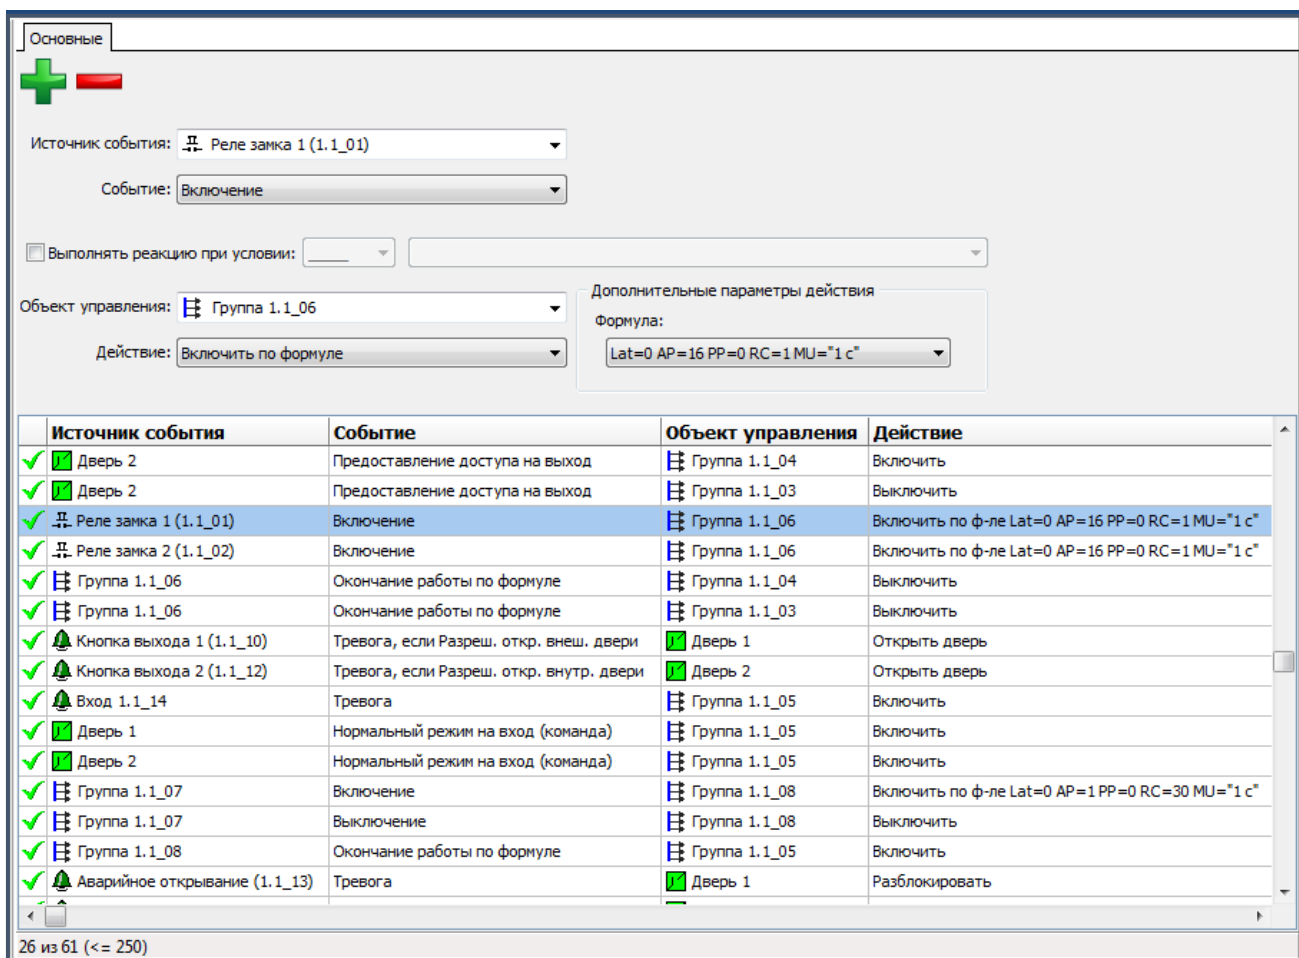 Основные
Источник события: Реле замка 1 (1.1_01)
Событие: Включение
Выполнять реакцию при условии:
Объект управления: Группа 1.1_06
Дополнительные параметры действия
Формула:
Действие: Включить по формуле
Lat=0 AP=16 PP=0 RC=1 MU="1 с"
Источник события Событие Объект управления Действие
Дверь 2 Предоставление доступа на выход Группа 1.1_04 Включить
Дверь 2 Предоставление доступа на выход Группа 1.1_03 Выключить
Реле замка 1 (1.1_01) Включение Группа 1.1_06 Включить по ф-ле Lat=0 AP=16 PP=0 RC=1 MU="1 с"
Реле замка 2 (1.1_02) Включение Группа 1.1_06 Включить по ф-ле Lat=0 AP=16 PP=0 RC=1 MU="1 с"
Группа 1.1_06 Окончание работы по формуле Группа 1.1_04 Выключить
Группа 1.1_06 Окончание работы по формуле Группа 1.1_03 Выключить
Кнопка выхода 1 (1.1_10) Тревога, если Разреш. откр. внеш. двери Дверь 1 Открыть дверь
Кнопка выхода 2 (1.1_12) Тревога, если Разреш. откр. внутр. двери Дверь 2 Открыть дверь
Вход 1.1_14 Тревога Группа 1.1_05 Включить
Дверь 1 Нормальный режим на вход (команда) Группа 1.1_05 Включить
Дверь 2 Нормальный режим на вход (команда) Группа 1.1_05 Включить
Группа 1.1_07 Включение Группа 1.1_08 Включить по ф-ле Lat=0 AP=1 PP=0 RC=30 MU="1 с"
Группа 1.1_07 Выключение Группа 1.1_08 Выключить
Группа 1.1_08 Окончание работы по формуле Группа 1.1_05 Включить
Аварийное открывание (1.1_13) Тревога Дверь 1 Разблокировать
26 из 61 (<= 250)